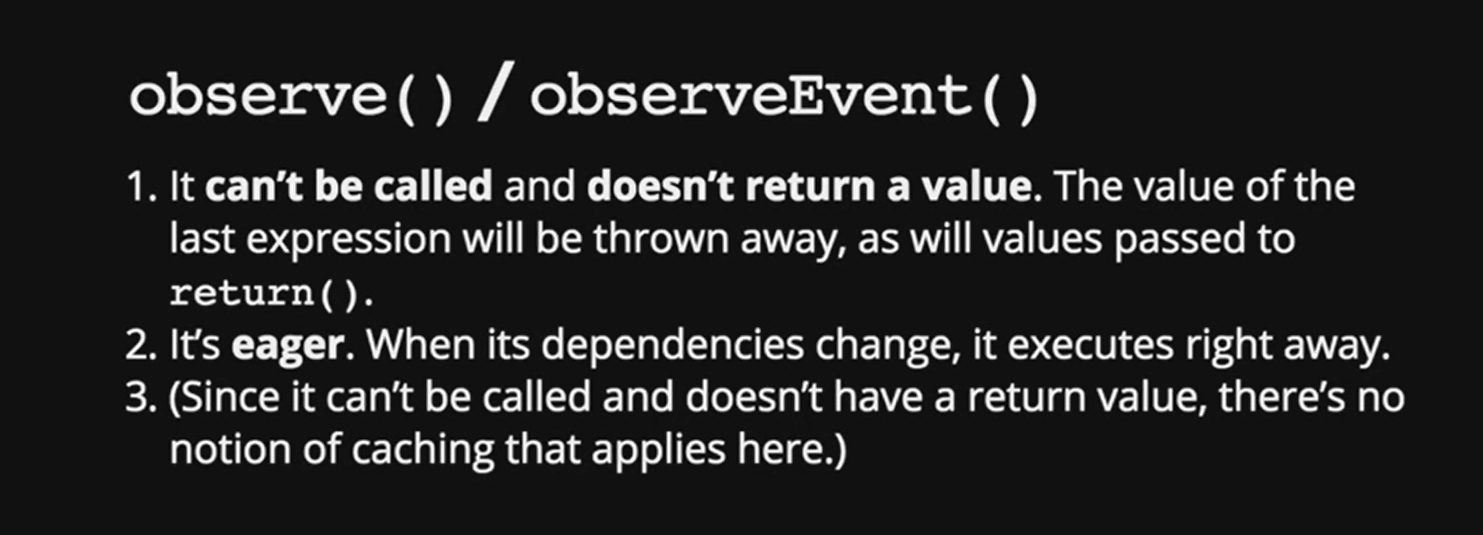 observe() / observeEvent()
1. It can’t be called and doesn’t return a value. The value of the
last expression will be thrown away, as will values passed to
return().
2. It’s eager. When its dependencies change, it executes right away.
3. (Since it can’t be called and doesn’t have a return value, there’s no
notion of caching that applies here.)